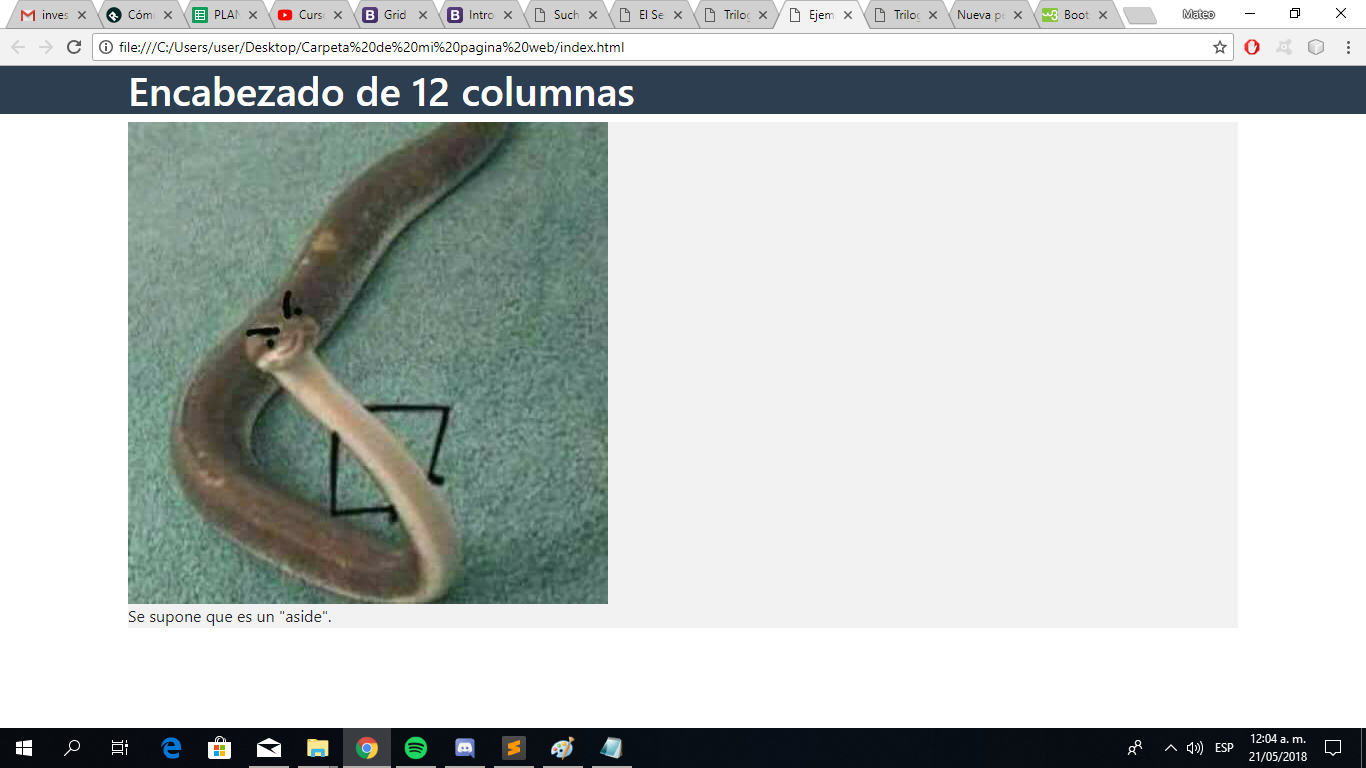 inves
Cóm
PLAN
Curso
Grid
Intro
Such
El Se
Trilog
Ejem
Trilog
Nueva pe
Boot
Mateo
file:///C:/Users/user/Desktop/Carpeta%20de%20mi%20pagina%20web/index.html
Encabezado de 12 columnas
Se supone que es un "aside".
ESP
12:04 a. m.
21/05/2018